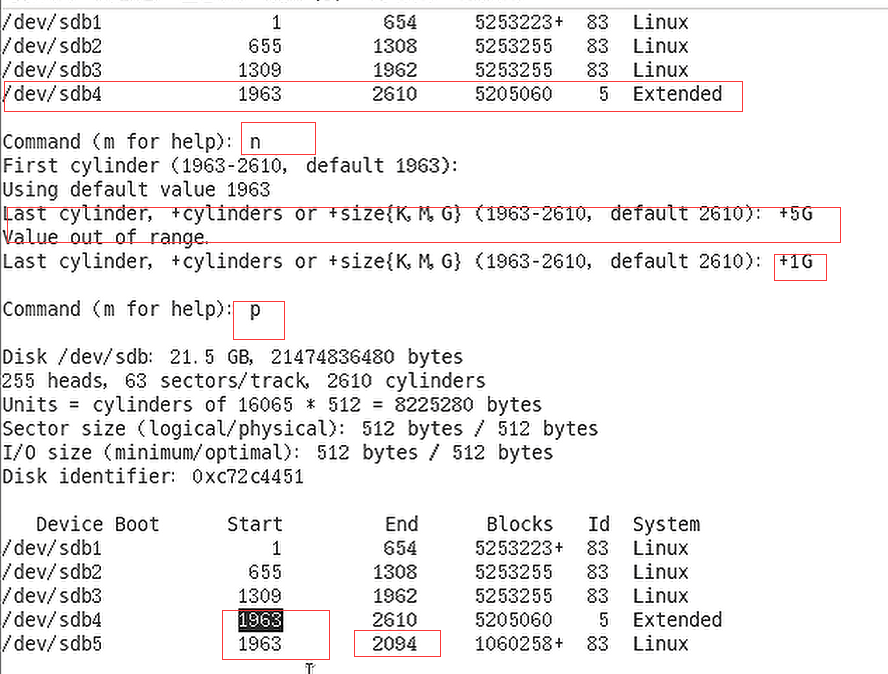 /dev/sdb1 1 654 5253223+ 83 Linux
/dev/sdb2 655 1308 5253255 83 Linux
/dev/sdb3 1309 1962 5253255 83 Linux
/dev/sdb4 1963 2610 5205060 5 Extended
Command (m for help): n
First cylinder (1963-2610, default 1963):
Using default value 1963
Last cylinder, +cylinders or +size{K,M,G} (1963-2610, default 2610): +5G
Value out of range.
Last cylinder, +cylinders or +size{K,M,G} (1963-2610, default 2610): +1G
Command (m for help): p
Disk /dev/sdb: 21.5 GB, 21474836480 bytes
255 heads, 63 sectors/track, 2610 cylinders
Units = cylinders of 16065 * 512 = 8225280 bytes
Sector size (logical/physical): 512 bytes / 512 bytes
I/O size (minimum/optimal): 512 bytes / 512 bytes
Disk identifier: 0xc72c4451
Device Boot Start End Blocks Id System
/dev/sdb1 1 654 5253223+ 83 Linux
/dev/sdb2 655 1308 5253255 83 Linux
/dev/sdb3 1309 1962 5253255 83 Linux
/dev/sdb4 1963 2610 5205060 5 Extended
/dev/sdb5 1963 2094 1060258+ 83 Linux